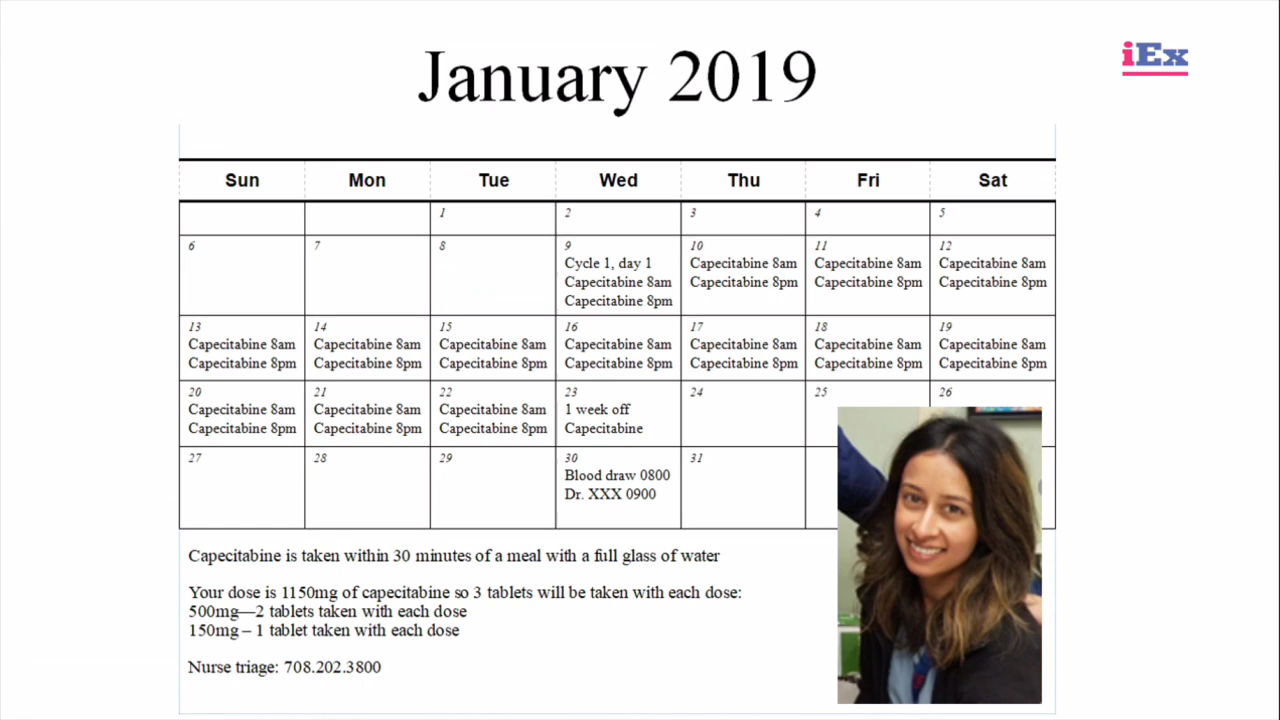 January 2019
iEx
Sun Mon Tue Wed Thu Fri Sat
1 2 3 4 5
6 7 8 9 10 11 12
Cycle 1, day 1 Capecitabine 8am Capecitabine 8am Capecitabine 8am
Capecitabine 8am Capecitabine 8pm Capecitabine 8pm Capecitabine 8pm
Capecitabine 8pm
13 14 15 16 17 18 19
Capecitabine 8am Capecitabine 8am Capecitabine 8am Capecitabine 8am Capecitabine 8am Capecitabine 8am Capecitabine 8am
Capecitabine 8pm Capecitabine 8pm Capecitabine 8pm Capecitabine 8pm Capecitabine 8pm Capecitabine 8pm Capecitabine 8pm
20 21 22 23 24 25 26
Capecitabine 8am Capecitabine 8am Capecitabine 8am 1 week off
Capecitabine 8pm Capecitabine 8pm Capecitabine 8pm Capecitabine
27 28 29 30 31
Blood draw 0800
Dr. XXX 0900
Capecitabine is taken within 30 minutes of a meal with a full glass of water
Your dose is 1150mg of capecitabine so 3 tablets will be taken with each dose:
500mg—2 tablets taken with each dose
150mg – 1 tablet taken with each dose
Nurse triage: 708.202.3800